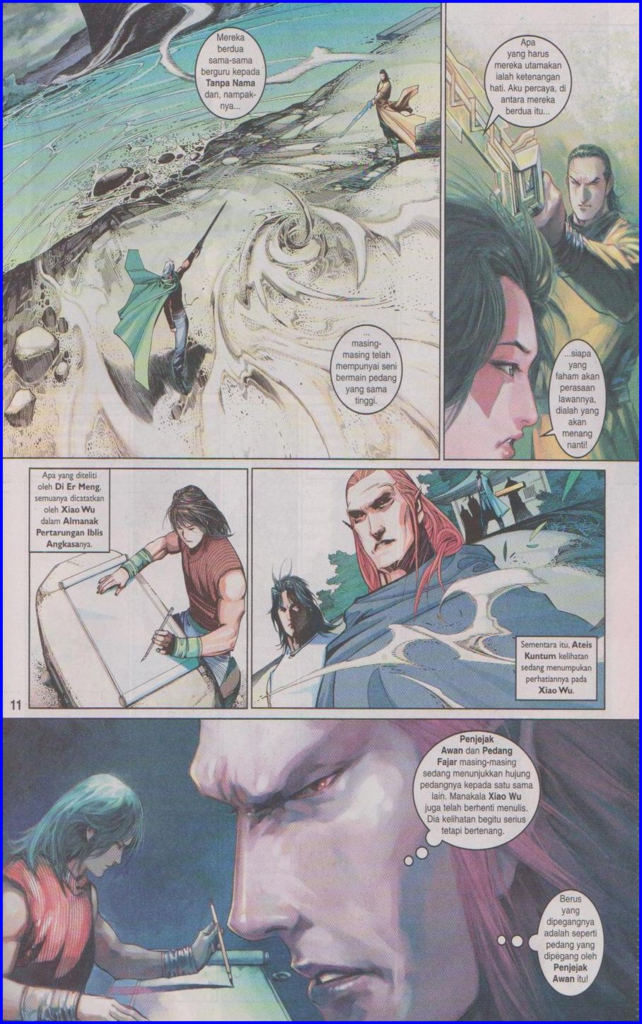 Mereka
berdua
sama-sama
berguru kepada
Tanpa Nama
dan, nampak-
nya...
...
masing-
masing telah
mempunyai seni
bermain pedang
yang sama
tinggi.
Apa
yang harus
mereka utamakan
ialah ketenangan
hati. Aku percaya, di
antara mereka
berdua itu...
...siapa
yang
faham akan
perasaan
lawannya,
dialah yang
akan
menang
nanti!
Apa yang diteliti
oleh Di Er Meng,
semuanya dicatatkan
oleh Xiao Wu
dalam Almanak
Pertarungan Iblis
Angkasanya.
Sementara itu, Ateis
Kuntum kelihatan
sedang menumpukan
perhatiannya pada
Xiao Wu.
11
Penjejak
Awan dan Pedang
Fajar masing-masing
sedang menunjukkan hujung
pedangnya kepada satu sama
lain. Manakala Xiao Wu
juga telah berhenti menulis.
Dia kelihatan begitu serius
tetapi bertenang.
Berus
yang
dipegangnya
adalah seperti
pedang yang
dipegang oleh
Penjejak
Awan itu!